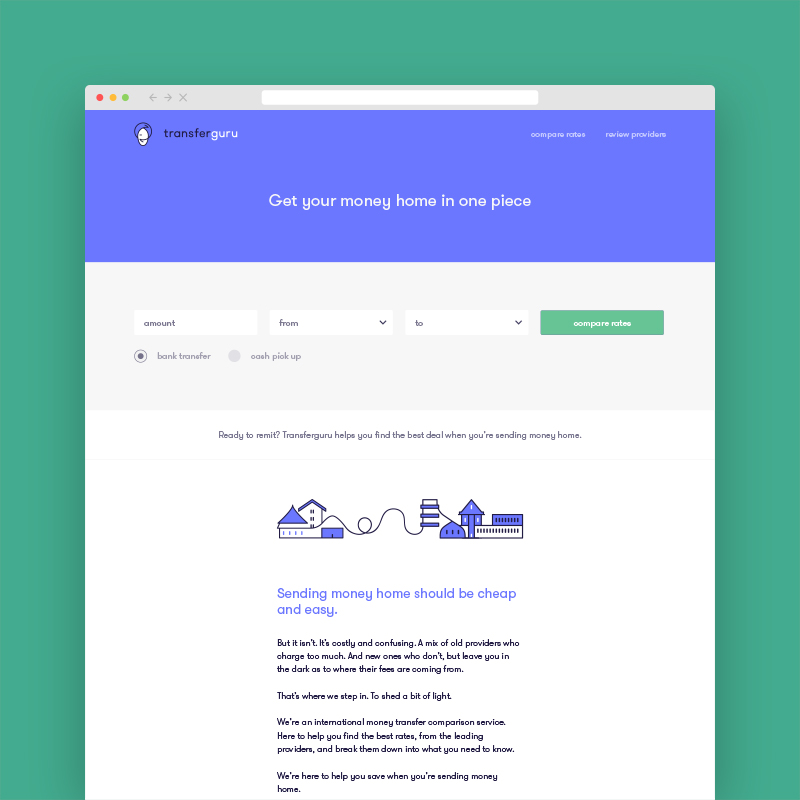 transferguru
compare rates
review providers
Get your money home in one piece
amount
from
to
compare rates
bank transfer
cash pick up
Ready to remit? Transferguru helps you find the best deal when you're sending money home.
Sending money home should be cheap
and easy.
But it isn't. It's costly and confusing. A mix of old providers who
charge too much. And new ones who don't, but leave you in
the dark as to where their fees are coming from.
That's where we step in. To shed a bit of light.
We're an international money transfer comparison service.
Here to help you find the best rates, from the leading
providers, and break them down into what you need to know.
We're here to help you save when you're sending money
home.